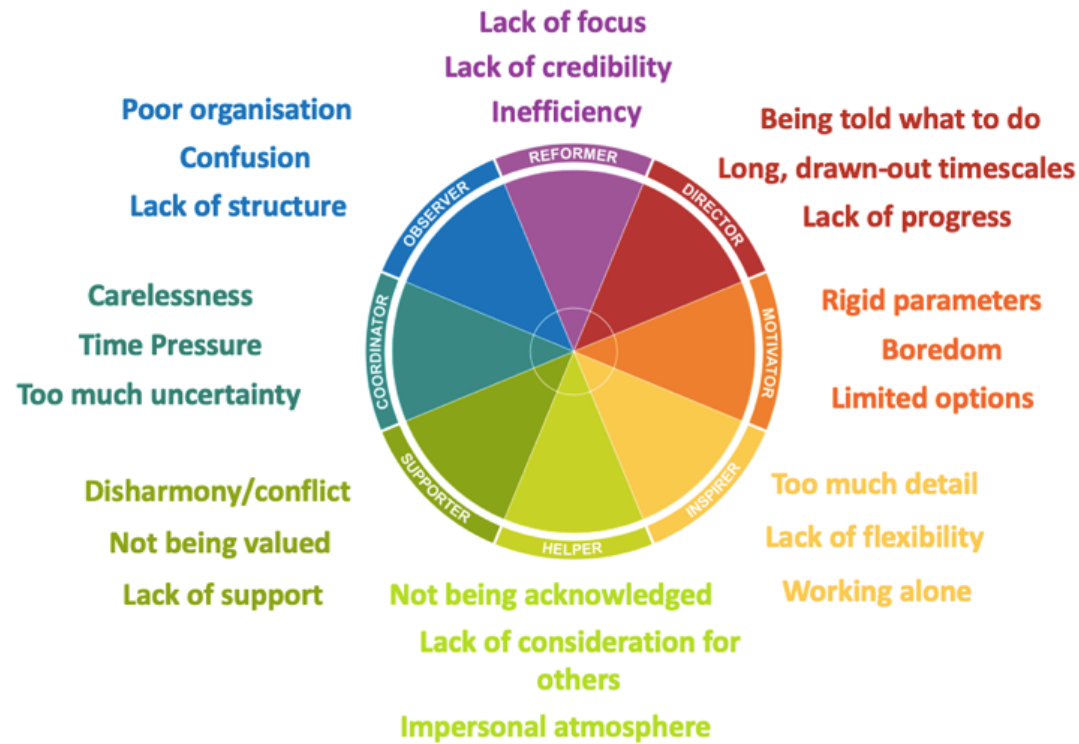 Lack of focus
Lack of credibility
Inefficiency
REFORMER
Being told what to do
Long, drawn-out timescales
Lack of progress
DIRECTOR
Rigid parameters
Boredom
Limited options
MOTIVATOR
Too much detail
Lack of flexibility
Working alone
INSPIRER
HELPER
Not being acknowledged
Lack of consideration for
others
Impersonal atmosphere
SUPPORTER
Disharmony/conflict
Not being valued
Lack of support
COORDINATOR
Carelessness
Time Pressure
Too much uncertainty
OBSERVER
Poor organisation
Confusion
Lack of structure